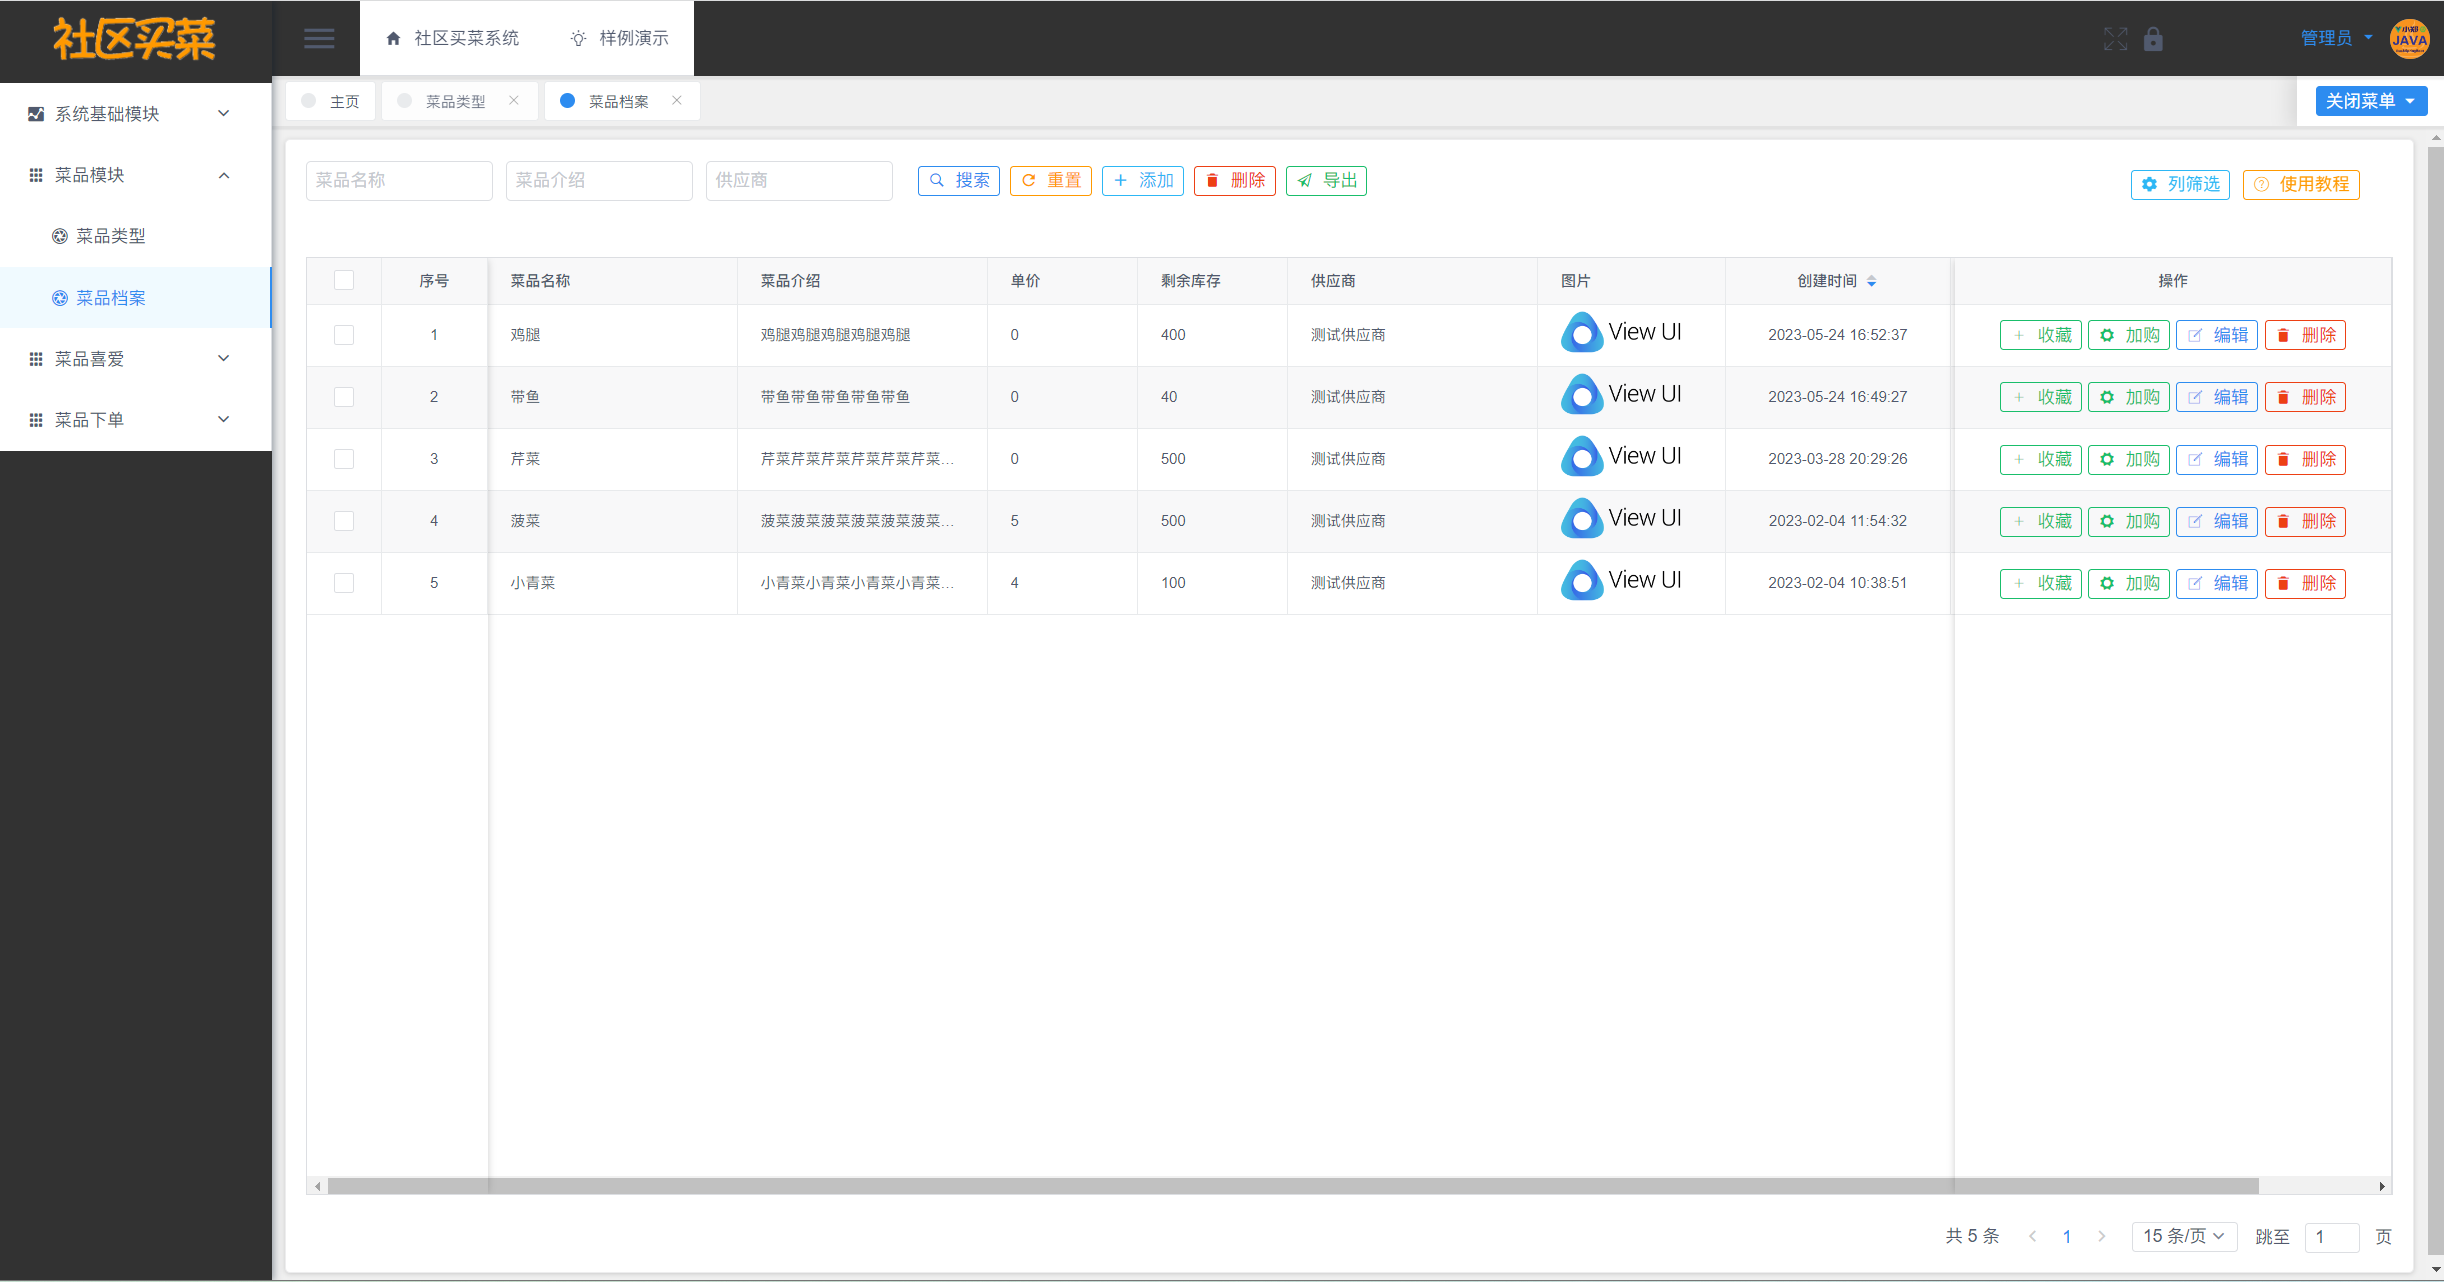 社区买菜
社区买菜系统
样例演示
管理员
JAVA
系统基础模块
菜品模块
菜品类型
菜品档案
菜品喜爱
菜品下单
主页
菜品类型
菜品档案
关闭菜单
菜品名称
菜品介绍
供应商
搜索
重置
添加
删除
导出
列筛选
使用教程
序号 菜品名称 菜品介绍 单价 剩余库存 供应商 图片 创建时间 操作
1 鸡腿 鸡腿鸡腿鸡腿鸡腿鸡腿 0 400 测试供应商 View UI 2023-05-24 16:52:37 收藏 加购 编辑 删除
2 带鱼 带鱼带鱼带鱼带鱼带鱼 0 40 测试供应商 View UI 2023-05-24 16:49:27 收藏 加购 编辑 删除
3 芹菜 芹菜芹菜芹菜芹菜芹菜芹菜... 0 500 测试供应商 View UI 2023-03-28 20:29:26 收藏 加购 编辑 删除
4 菠菜 菠菜菠菜菠菜菠菜菠菜菠菜... 5 500 测试供应商 View UI 2023-02-04 11:54:32 收藏 加购 编辑 删除
5 小青菜 小青菜小青菜小青菜小青菜... 4 100 测试供应商 View UI 2023-02-04 10:38:51 收藏 加购 编辑 删除
共 5 条 1 15 条/页 跳至 1 页